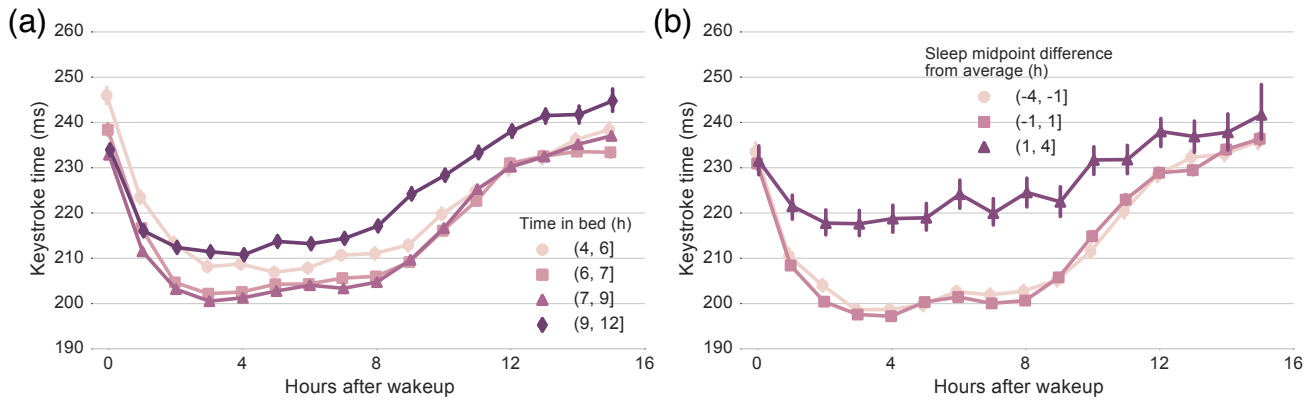 (a)
260
250
240
230
220
210
200
190
Keystroke time (ms)
0 4 8 12 16
Hours after wakeup
Time in bed (h)
(4, 6]
(6, 7]
(7, 9]
(9, 12]
(b)
260
250
240
230
220
210
200
190
Keystroke time (ms)
0 4 8 12 16
Hours after wakeup
Sleep midpoint difference
from average (h)
(-4, -1]
(-1, 1]
(1, 4]